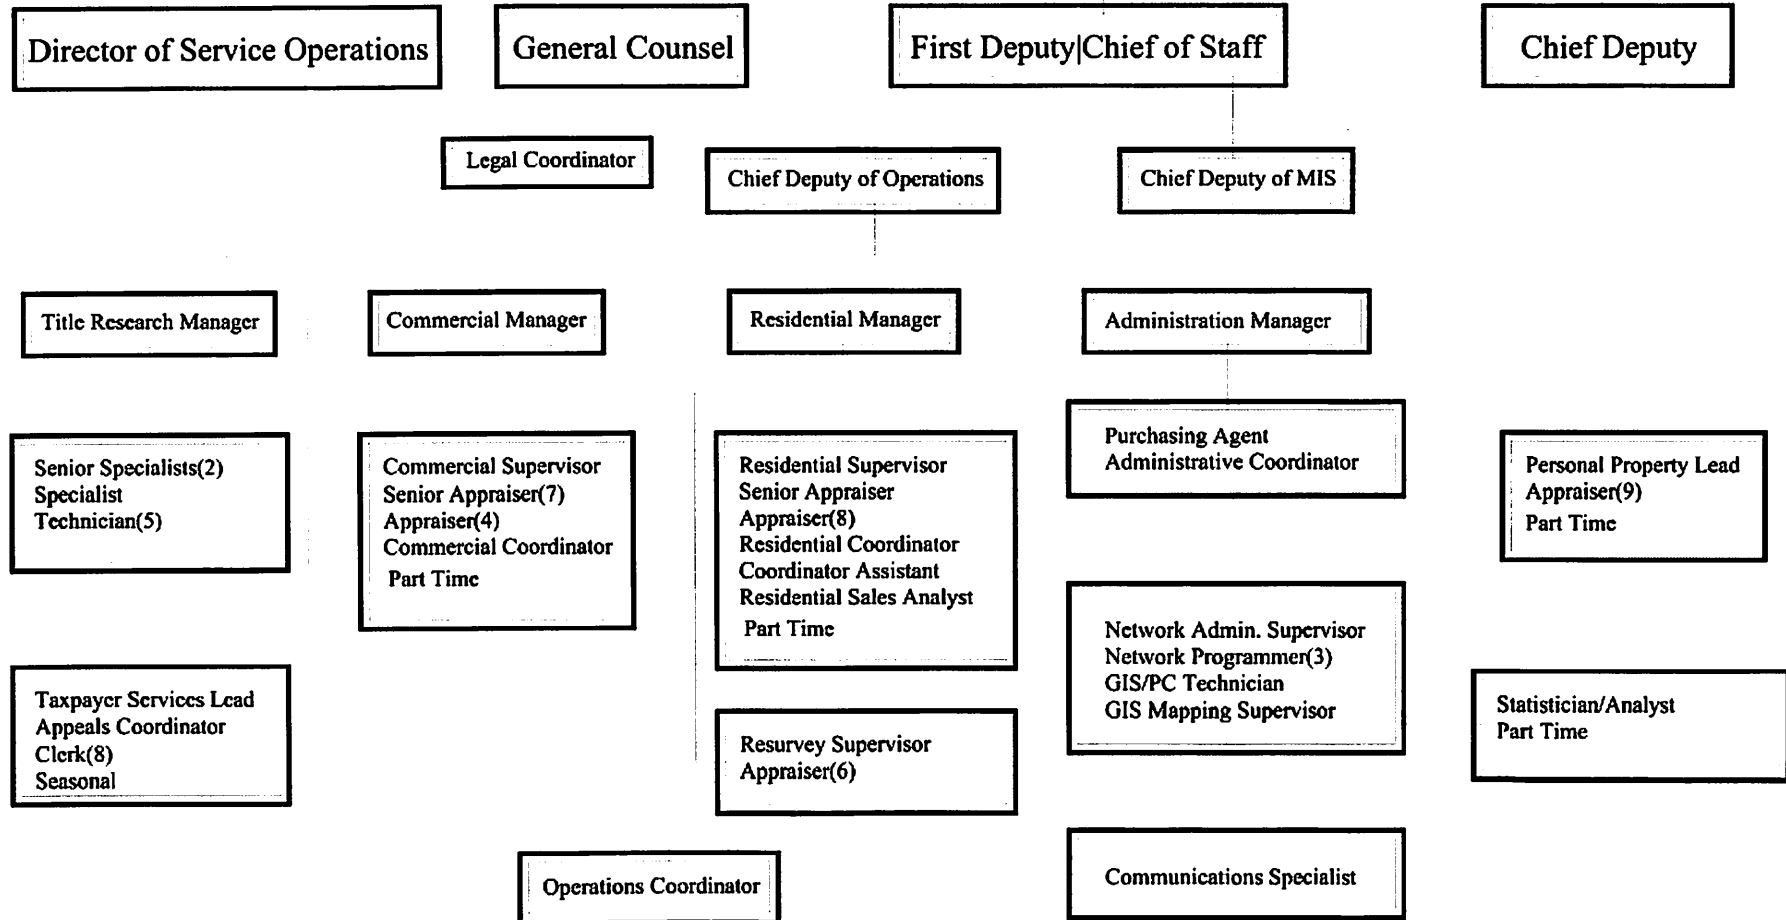 Director of Service Operations
General Counsel
First Deputy|Chief of Staff
Chief Deputy
Legal Coordinator
Chief Deputy of Operations
Chief Deputy of MIS
Title Research Manager
Commercial Manager
Residential Manager
Administration Manager
Senior Specialists(2)
Specialist
Technician(5)
Commercial Supervisor
Senior Appraiser(7)
Appraiser(4)
Commercial Coordinator
Part Time
Residential Supervisor
Senior Appraiser
Appraiser(8)
Residential Coordinator
Coordinator Assistant
Residential Sales Analyst
Part Time
Purchasing Agent
Administrative Coordinator
Personal Property Lead
Appraiser(9)
Part Time
Taxpayer Services Lead
Appeals Coordinator
Clerk(8)
Seasonal
Resurvey Supervisor
Appraiser(6)
Network Admin. Supervisor
Network Programmer(3)
GIS/PC Technician
GIS Mapping Supervisor
Statistician/Analyst
Part Time
Operations Coordinator
Communications Specialist